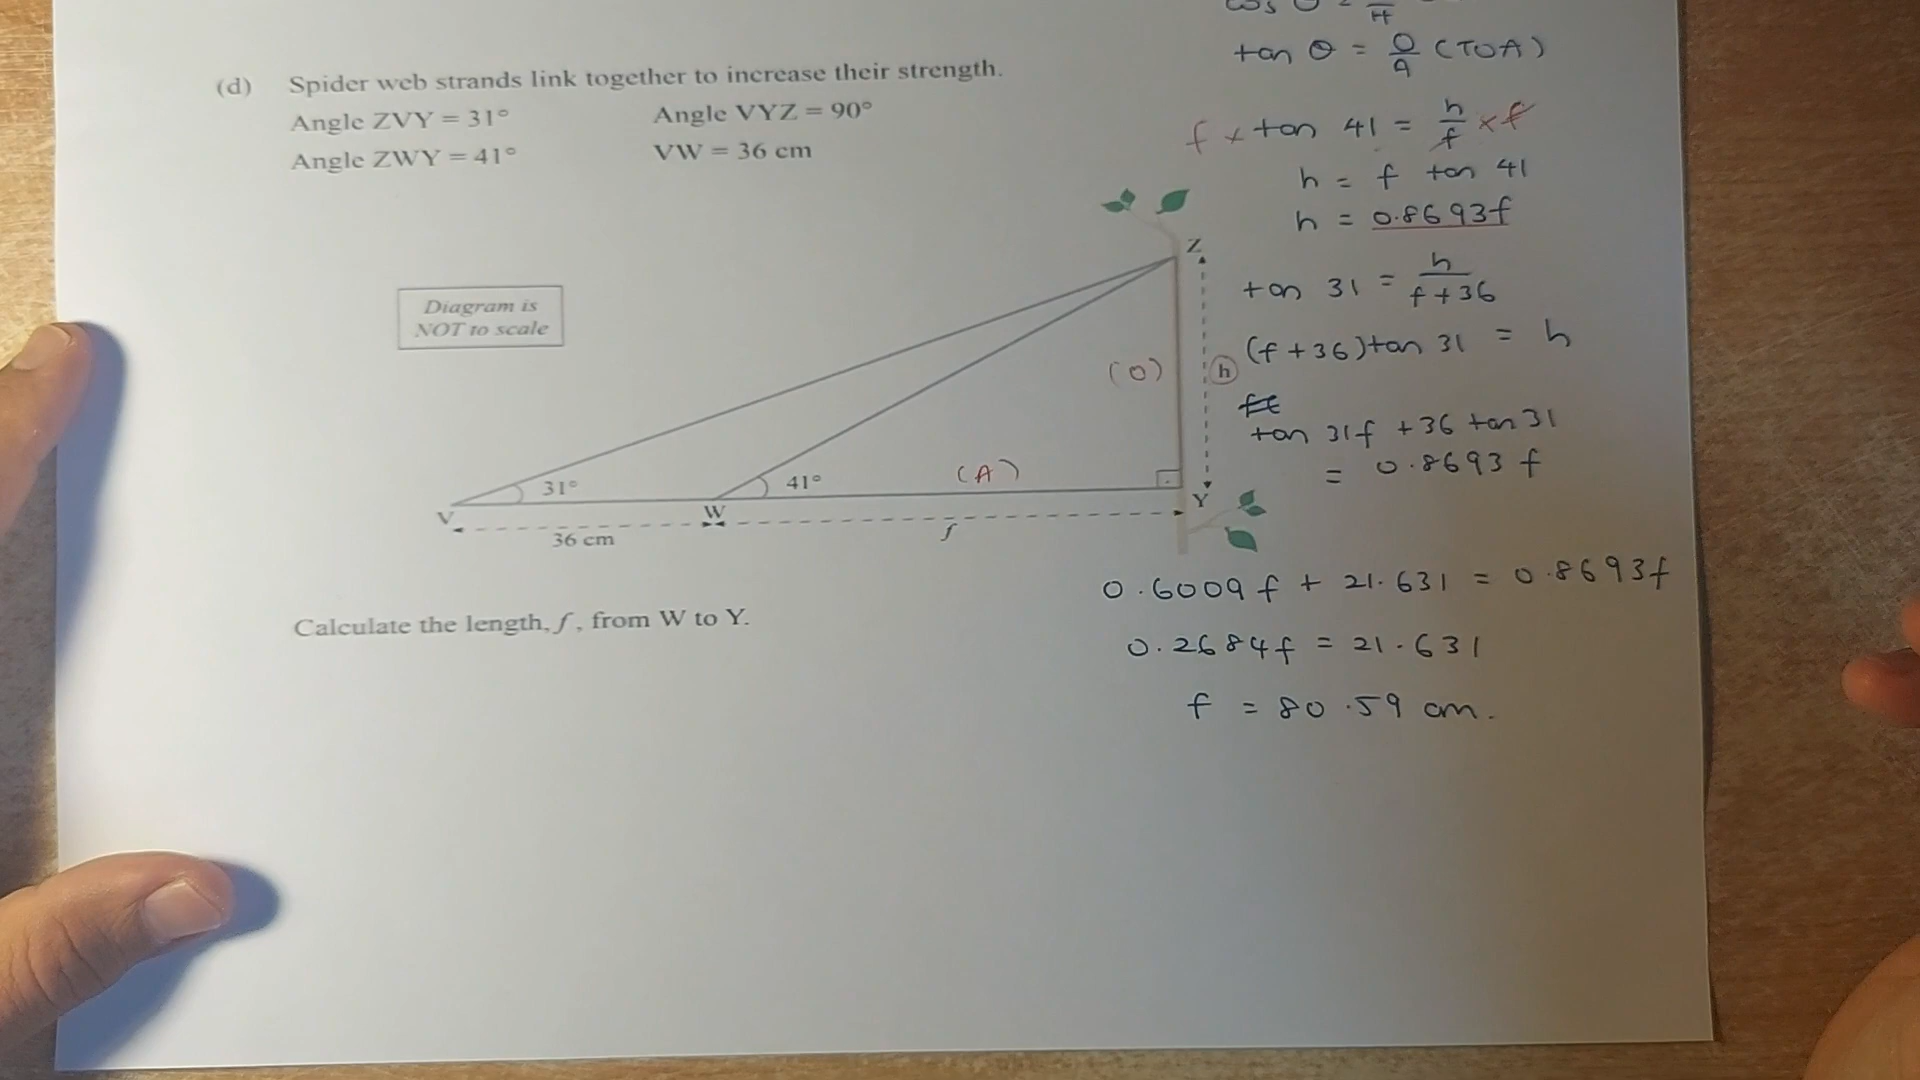 cos θ =
H
tan θ = O/A (TOA)
(d) Spider web strands link together to increase their strength.
Angle ZVY = 31° Angle VYZ = 90°
Angle ZWY = 41° VW = 36 cm
f × tan 41 = h/f × f
h = f tan 41
h = 0.8693f
tan 31 = h/f+36
(f + 36)tan 31 = h
tan 31f + 36 tan 31
= 0.8693 f
Diagram is
NOT to scale
Z
(O)
h
31°
41°
(A)
V
W
Y
36 cm
f
0.6009f + 21.631 = 0.8693f
0.2684f = 21.631
f = 80.59 cm.
Calculate the length, f, from W to Y.